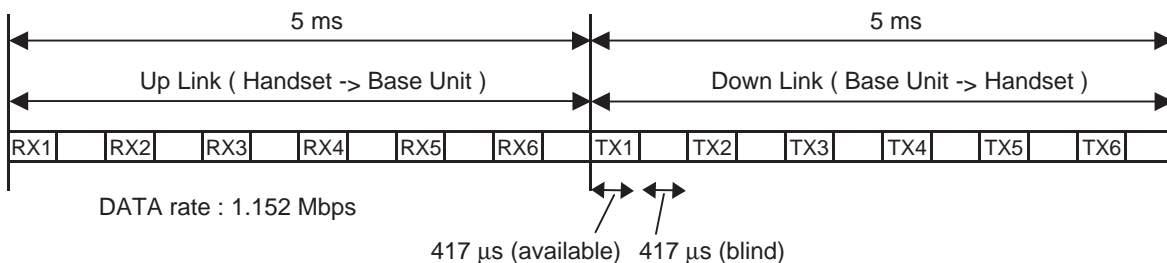 5 ms 5 ms
Up Link ( Handset -> Base Unit ) Down Link ( Base Unit -> Handset )
RX1 RX2 RX3 RX4 RX5 RX6 TX1 TX2 TX3 TX4 TX5 TX6
DATA rate : 1.152 Mbps
417 μs (available) 417 μs (blind)